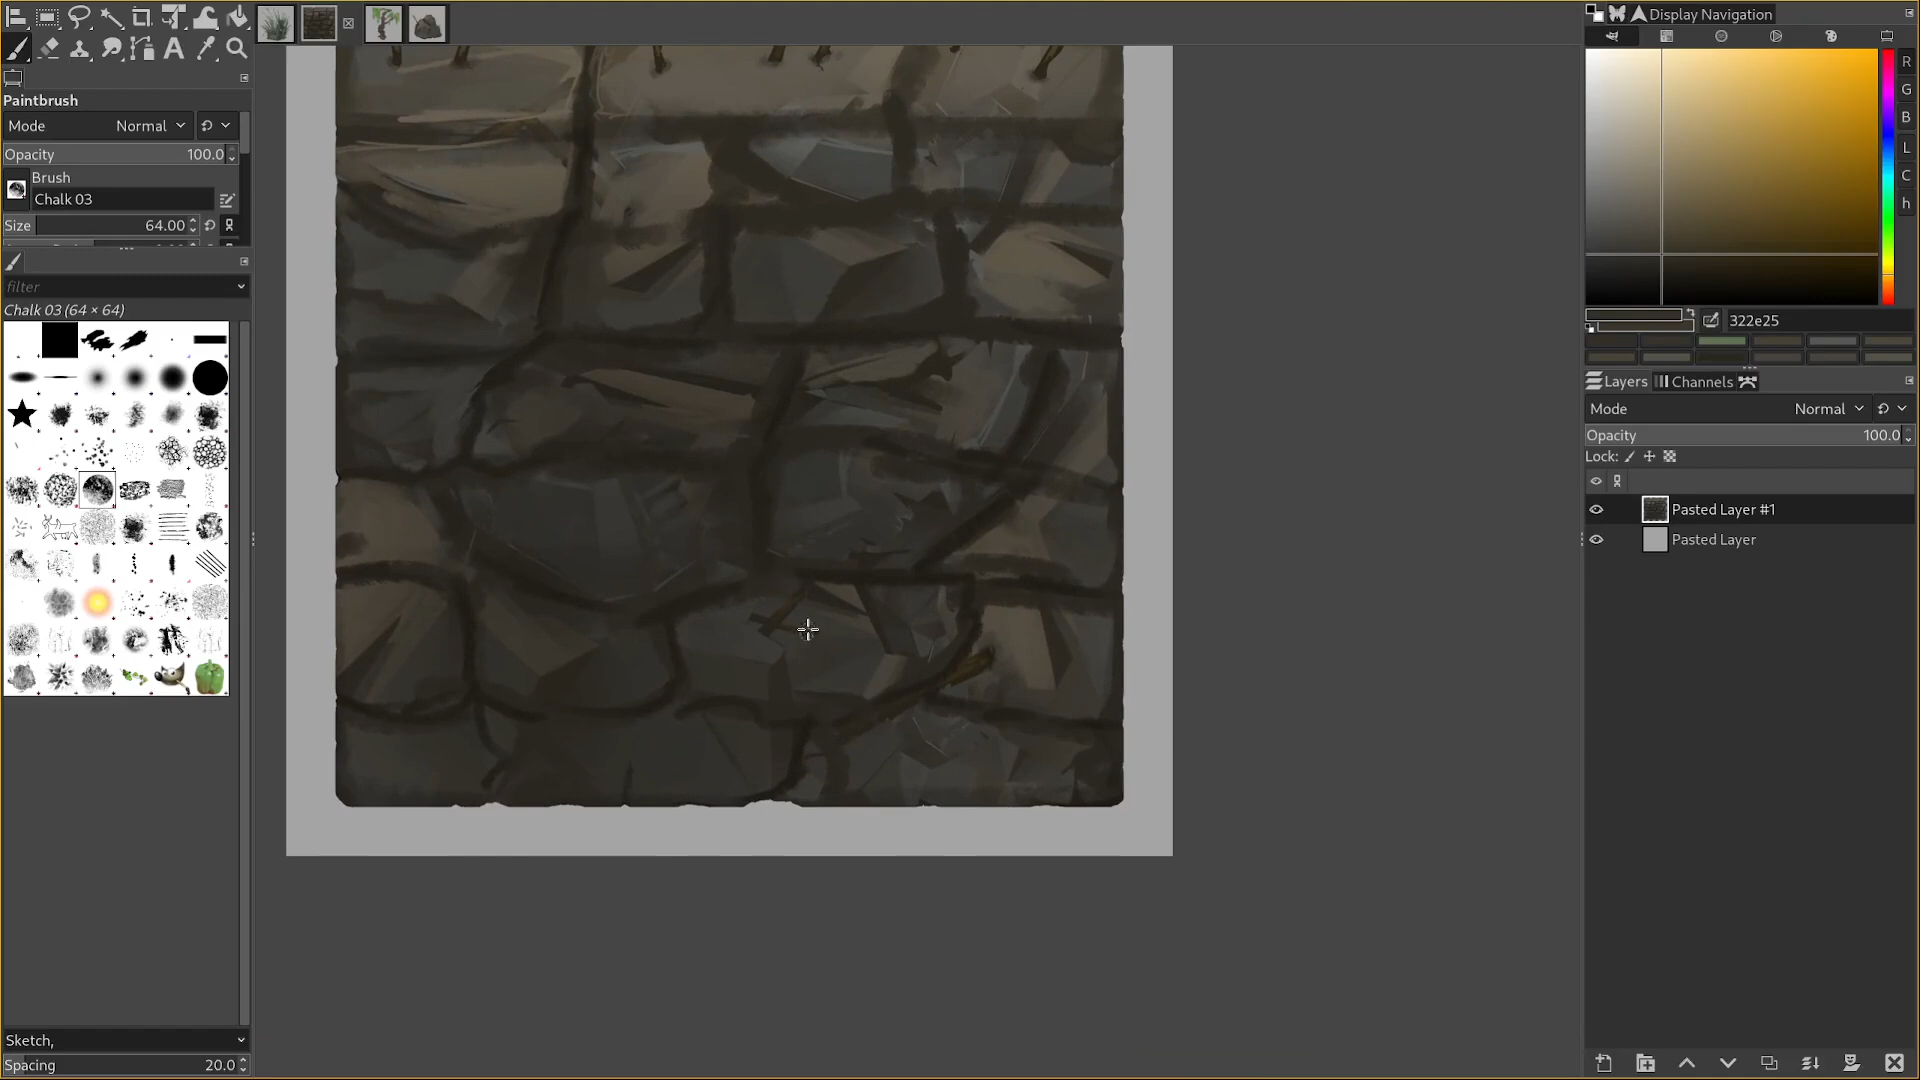 Display Navigation
Paintbrush
Mode Normal
Opacity 100.0
Brush
Chalk 03
Size 64.00
filter
Chalk 03 (64 × 64)
R
G
B
L
C
h
322e25
Layers Channels
Mode Normal
Opacity 100.0
Lock:
Pasted Layer #1
Pasted Layer
Sketch,
Spacing 20.0